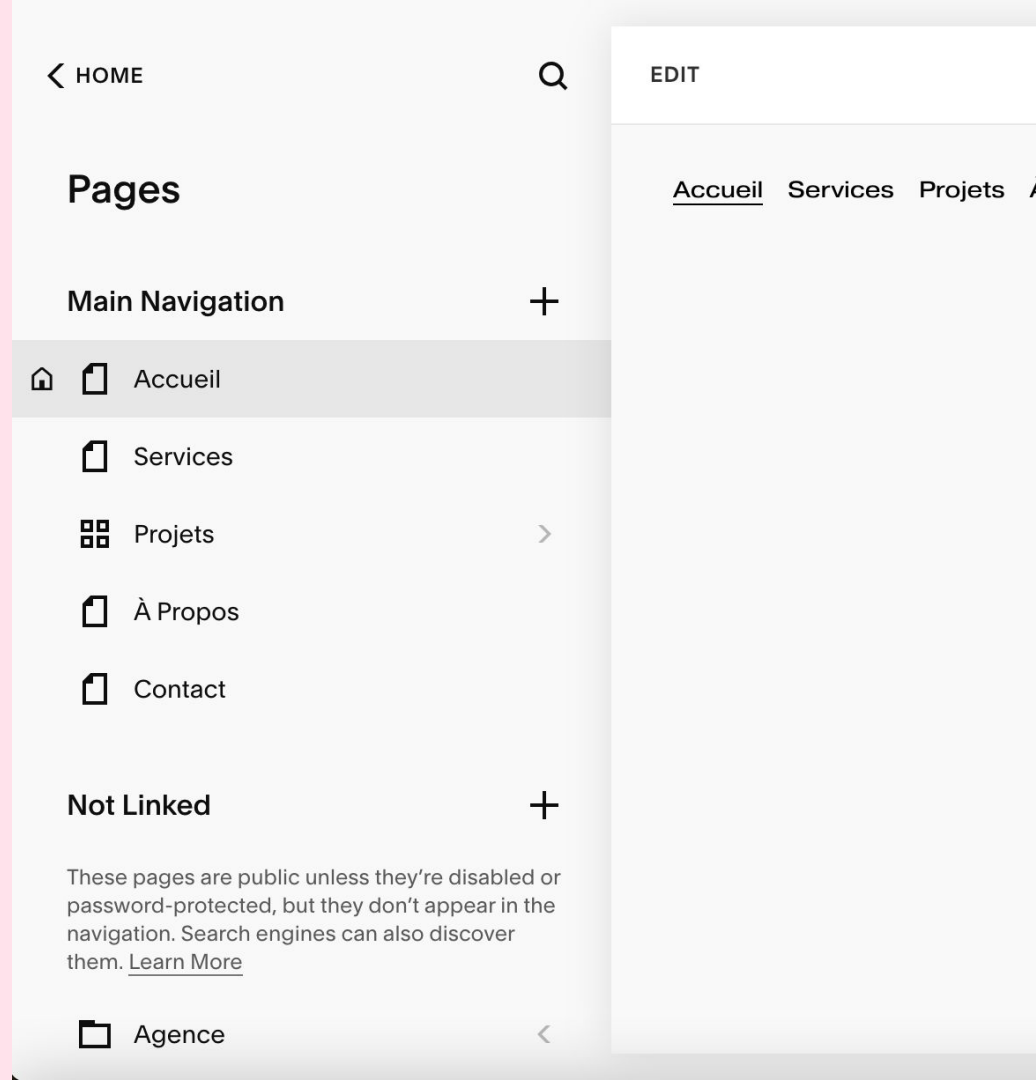 HOME
EDIT
Pages
Accueil Services Projets À
Main Navigation
Accueil
Services
Projets
À Propos
Contact
Not Linked
These pages are public unless they’re disabled or
password-protected, but they don’t appear in the
navigation. Search engines can also discover
them. Learn More
Agence